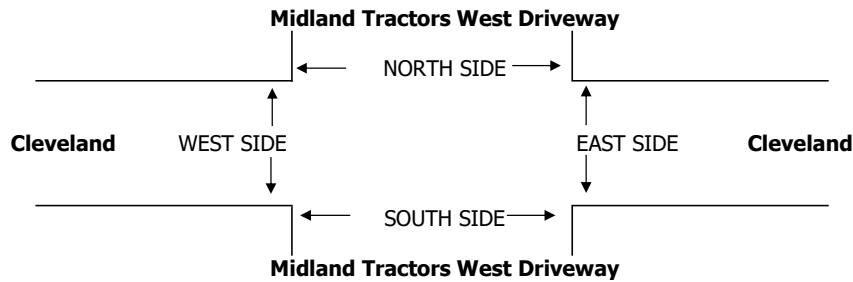 Midland Tractors West Driveway
NORTH SIDE
Cleveland WEST SIDE EAST SIDE Cleveland
SOUTH SIDE
Midland Tractors West Driveway